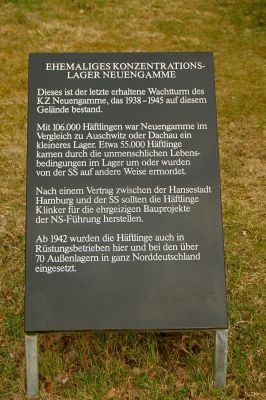 EHEMALIGES KONZENTRATIONS-
LAGER NEUENGAMME
Dieses ist der letzte erhaltene Wachtturm des
KZ Neuengamme, das 1938-1945 auf diesem
Gelände bestand.
Mit 106.000 Häftlingen war Neuengamme im
Vergleich zu Auschwitz oder Dachau ein
kleineres Lager. Etwa 55.000 Häftlinge
kamen durch die unmenschlichen Lebens-
bedingungen im Lager um oder wurden
von der SS auf andere Weise ermordet.
Nach einem Vertrag zwischen der Hansestadt
Hamburg und der SS sollten die Häftlinge
Klinker für die ehrgeizigen Bauprojekte
der NS-Führung herstellen.
Ab 1942 wurden die Häftlinge auch in
Rüstungsbetrieben hier und bei den über
70 Außenlagern in ganz Norddeutschland
eingesetzt.